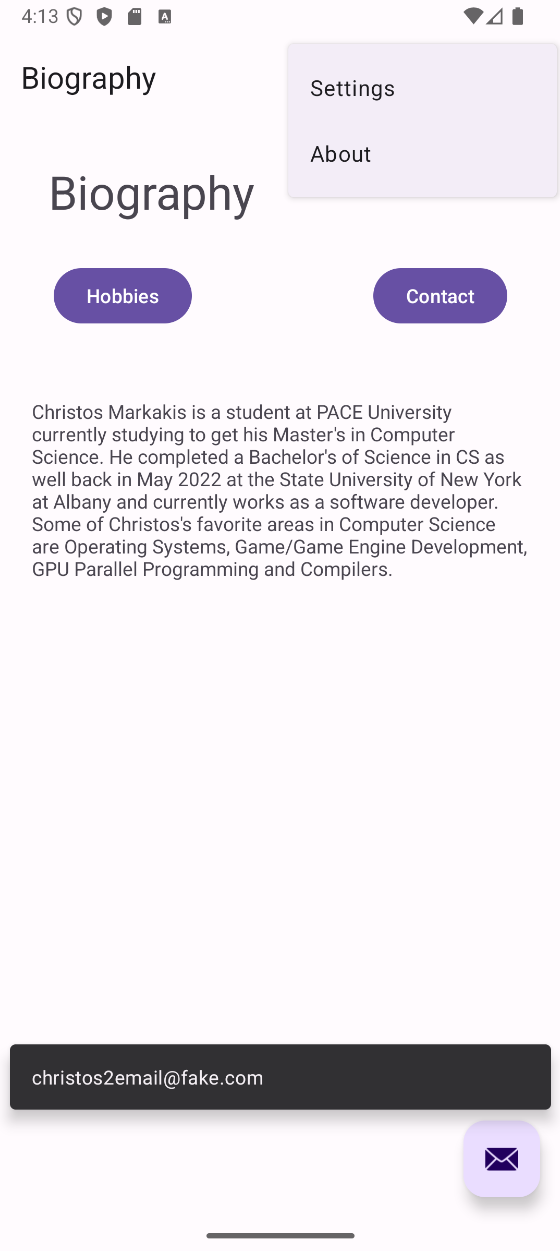 4:13
Biography
Settings
About
Biography
Hobbies
Contact
Christos Markakis is a student at PACE University
currently studying to get his Master's in Computer
Science. He completed a Bachelor's of Science in CS as
well back in May 2022 at the State University of New York
at Albany and currently works as a software developer.
Some of Christos's favorite areas in Computer Science
are Operating Systems, Game/Game Engine Development,
GPU Parallel Programming and Compilers.
christos2email@fake.com